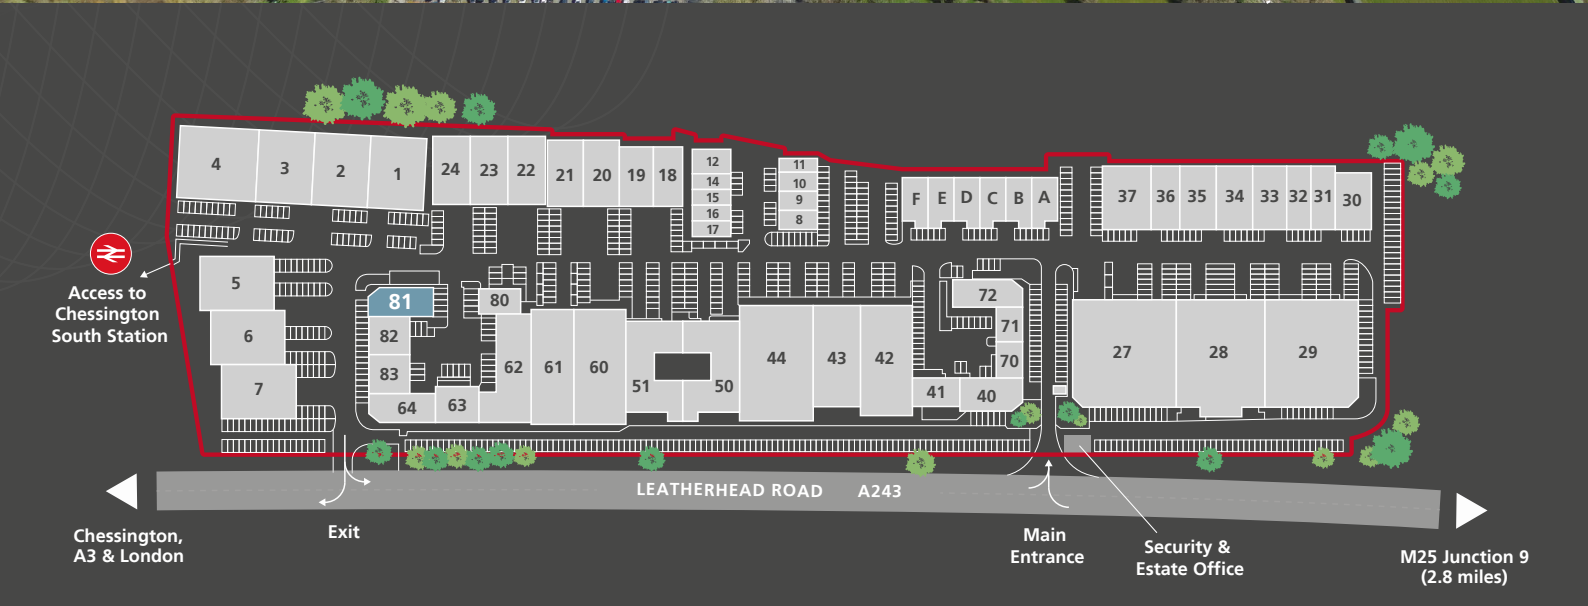 4
3
2
1
24
23
22
21
20
19
18
12
14
15
16
17
11
10
9
8
F
E
D
C
B
A
37
36
35
34
33
32
31
30
Access to
Chessington
South Station
5
6
7
81
82
83
64
63
80
62
61
60
51
50
44
43
42
41
40
72
71
70
27
28
29
LEATHERHEAD ROAD A243
Chessington,
A3 & London
Exit
Main
Entrance
Security &
Estate Office
M25 Junction 9
(2.8 miles)